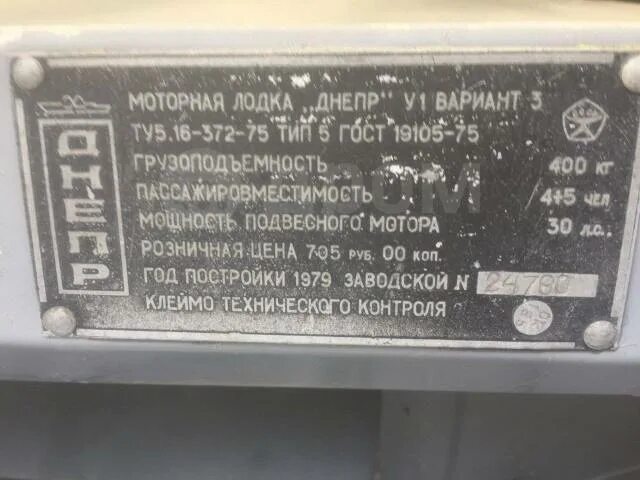 ДНЕПР
МОТОРНАЯ ЛОДКА „ДНЕПР" У1 ВАРИАНТ 3
ТУ5.16-372-75 ТИП 5 ГОСТ 19105-75
ГРУЗОПОДЪЕМНОСТЬ 400 КГ
ПАССАЖИРОВМЕСТИМОСТЬ 4+5 ЧЕЛ
МОЩНОСТЬ ПОДВЕСНОГО МОТОРА 30 Л.С.
РОЗНИЧНАЯ ЦЕНА 705 РУБ. 00 КОП.
ГОД ПОСТРОЙКИ 1979 ЗАВОДСКОЙ N 24780
КЛЕЙМО ТЕХНИЧЕСКОГО КОНТРОЛЯ